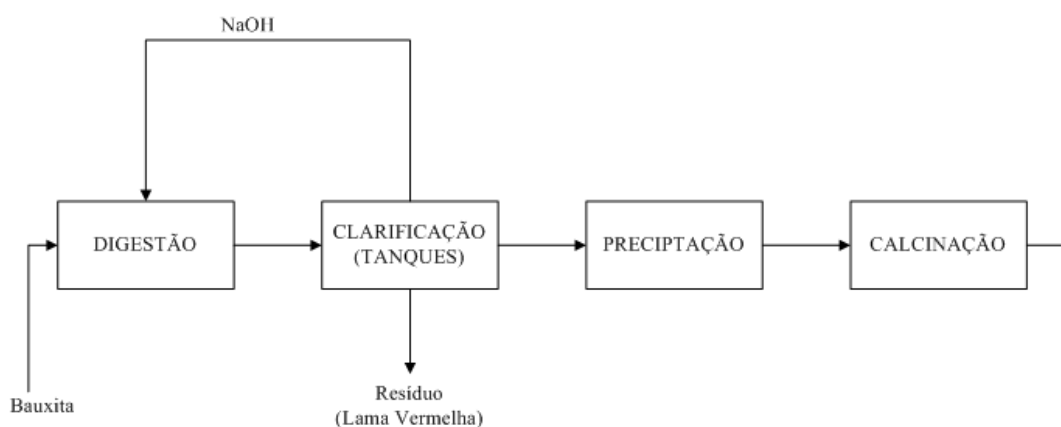 NaOH
DIGESTÃO
CLARIFICAÇÃO
(TANQUES)
PRECIPTAÇÃO
CALCINAÇÃO
Bauxita
Resíduo
(Lama Vermelha)